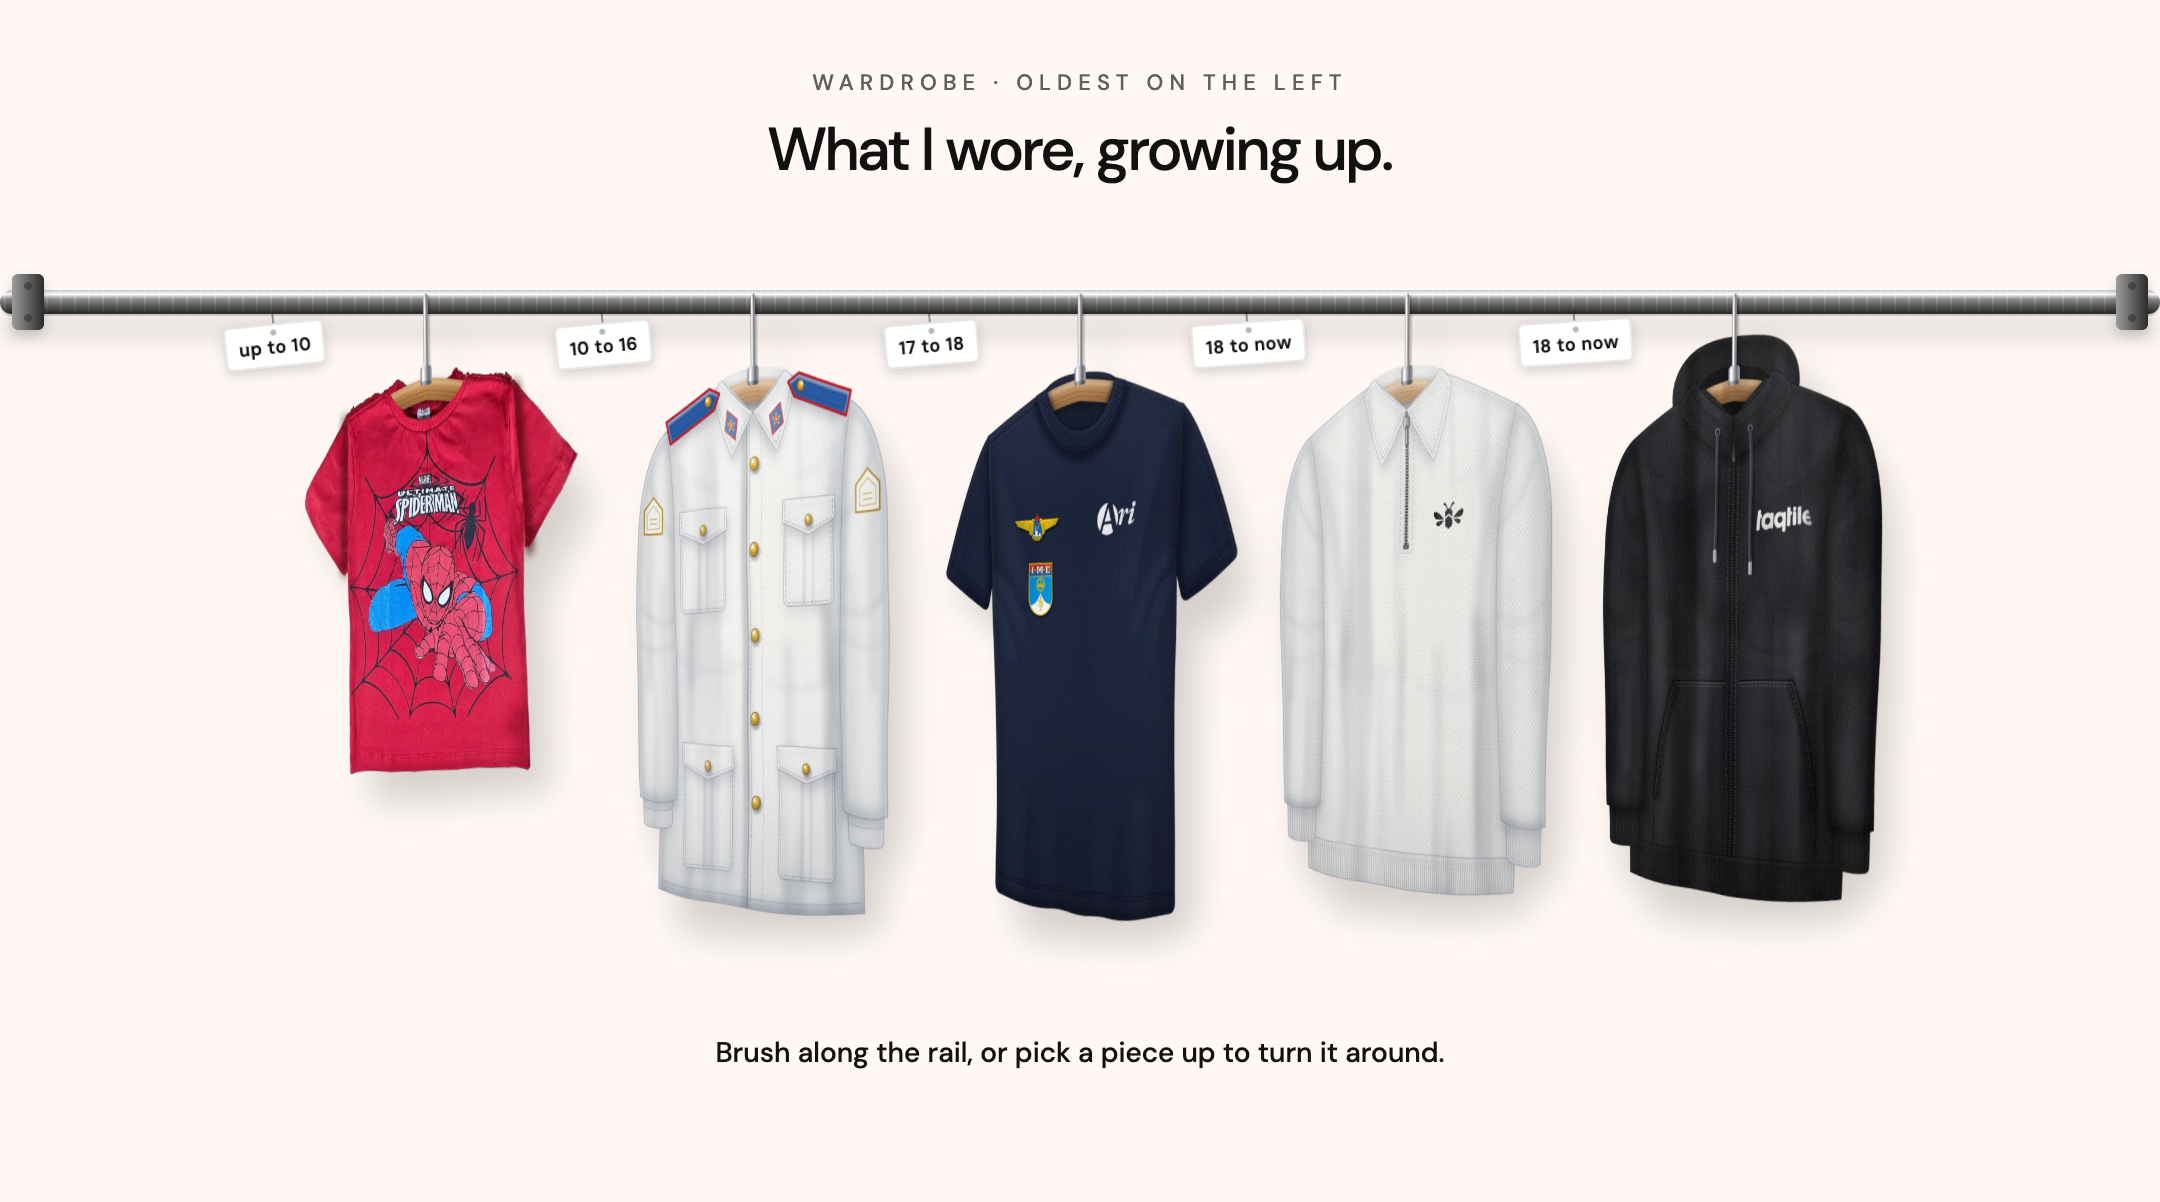 WARDROBE · OLDEST ON THE LEFT
What I wore, growing up.
up to 10
10 to 16
17 to 18
18 to now
18 to now
MARVEL
ULTIMATE
SPIDERMAN
Ari
IME
taqtile
Brush along the rail, or pick a piece up to turn it around.